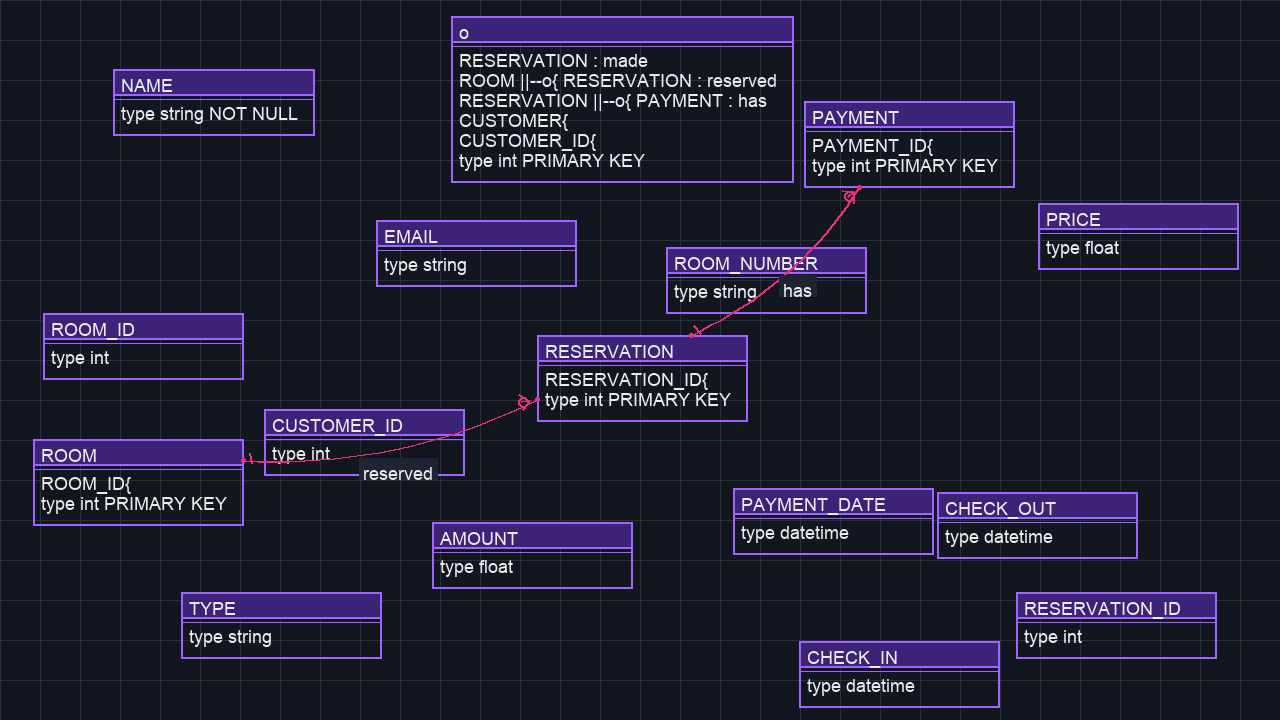 o
RESERVATION : made
ROOM ||--o{ RESERVATION : reserved
RESERVATION ||--o{ PAYMENT : has
CUSTOMER{
CUSTOMER_ID{
type int PRIMARY KEY
NAME
type string NOT NULL
PAYMENT
PAYMENT_ID{
type int PRIMARY KEY
EMAIL
type string
PRICE
type float
ROOM_NUMBER
type string
has
ROOM_ID
type int
RESERVATION
RESERVATION_ID{
type int PRIMARY KEY
CUSTOMER_ID
type int
reserved
ROOM
ROOM_ID{
type int PRIMARY KEY
PAYMENT_DATE
type datetime
CHECK_OUT
type datetime
AMOUNT
type float
TYPE
type string
RESERVATION_ID
type int
CHECK_IN
type datetime